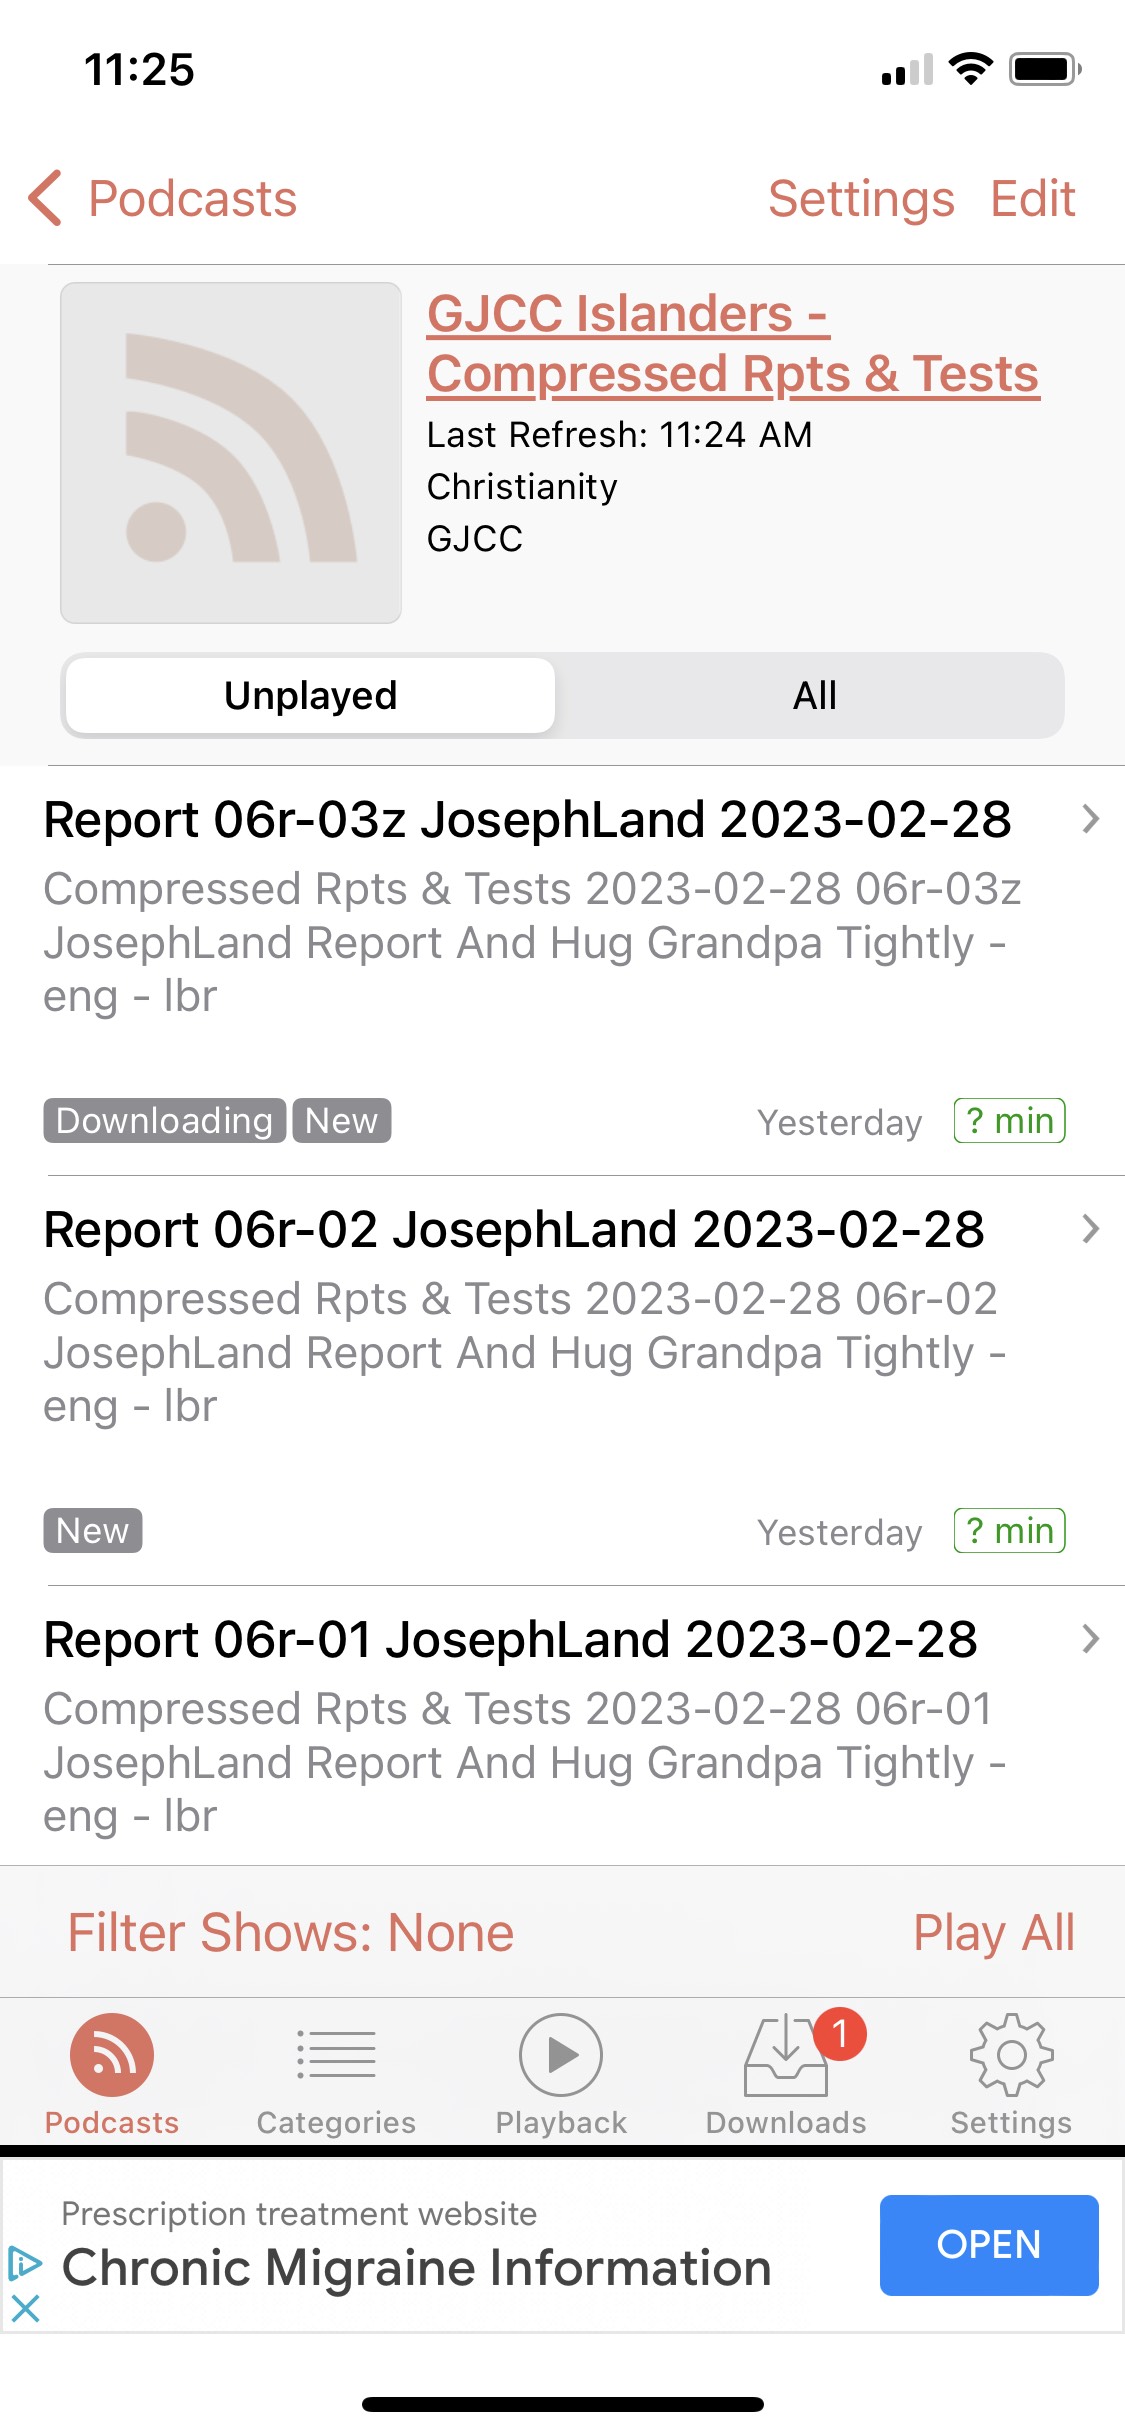 11:25
Podcasts
Settings Edit
GJCC Islanders -
Compressed Rpts & Tests
Last Refresh: 11:24 AM
Christianity
GJCC
Unplayed
All
Report 06r-03z JosephLand 2023-02-28
Compressed Rpts & Tests 2023-02-28 06r-03z
JosephLand Report And Hug Grandpa Tightly -
eng - lbr
Downloading New
Yesterday ? min
Report 06r-02 JosephLand 2023-02-28
Compressed Rpts & Tests 2023-02-28 06r-02
JosephLand Report And Hug Grandpa Tightly -
eng - lbr
New
Yesterday ? min
Report 06r-01 JosephLand 2023-02-28
Compressed Rpts & Tests 2023-02-28 06r-01
JosephLand Report And Hug Grandpa Tightly -
eng - lbr
Filter Shows: None
Play All
1
Podcasts Categories Playback Downloads Settings
Prescription treatment website
Chronic Migraine Information
OPEN